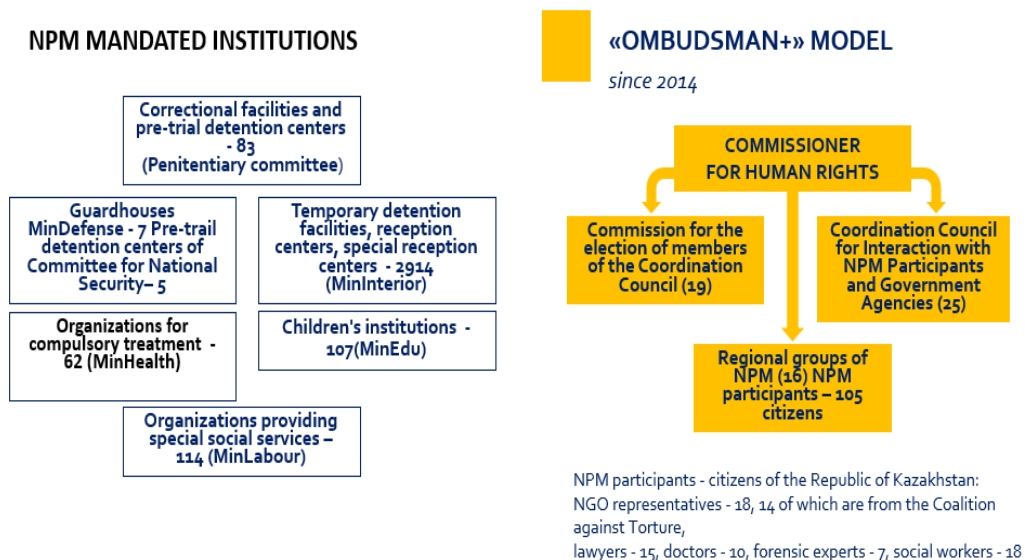 NPM MANDATED INSTITUTIONS
Correctional facilities and
pre-trial detention centers
- 83
(Penitentiary committee)
Guardhouses
MinDefense - 7 Pre-trail
detention centers of
Committee for National
Security– 5
Temporary detention
facilities, reception
centers, special reception
centers - 2914
(MinInterior)
Organizations for
compulsory treatment -
62 (MinHealth)
Children's institutions -
107(MinEdu)
Organizations providing
special social services –
114 (MinLabour)
«OMBUDSMAN+» MODEL
since 2014
COMMISSIONER
FOR HUMAN RIGHTS
Commission for the
election of members
of the Coordination
Council (19)
Coordination Council
for Interaction with
NPM Participants
and Government
Agencies (25)
Regional groups of
NPM (16) NPM
participants – 105
citizens
NPM participants - citizens of the Republic of Kazakhstan:
NGO representatives - 18, 14 of which are from the Coalition
against Torture,
lawyers - 15, doctors - 10, forensic experts - 7, social workers - 18